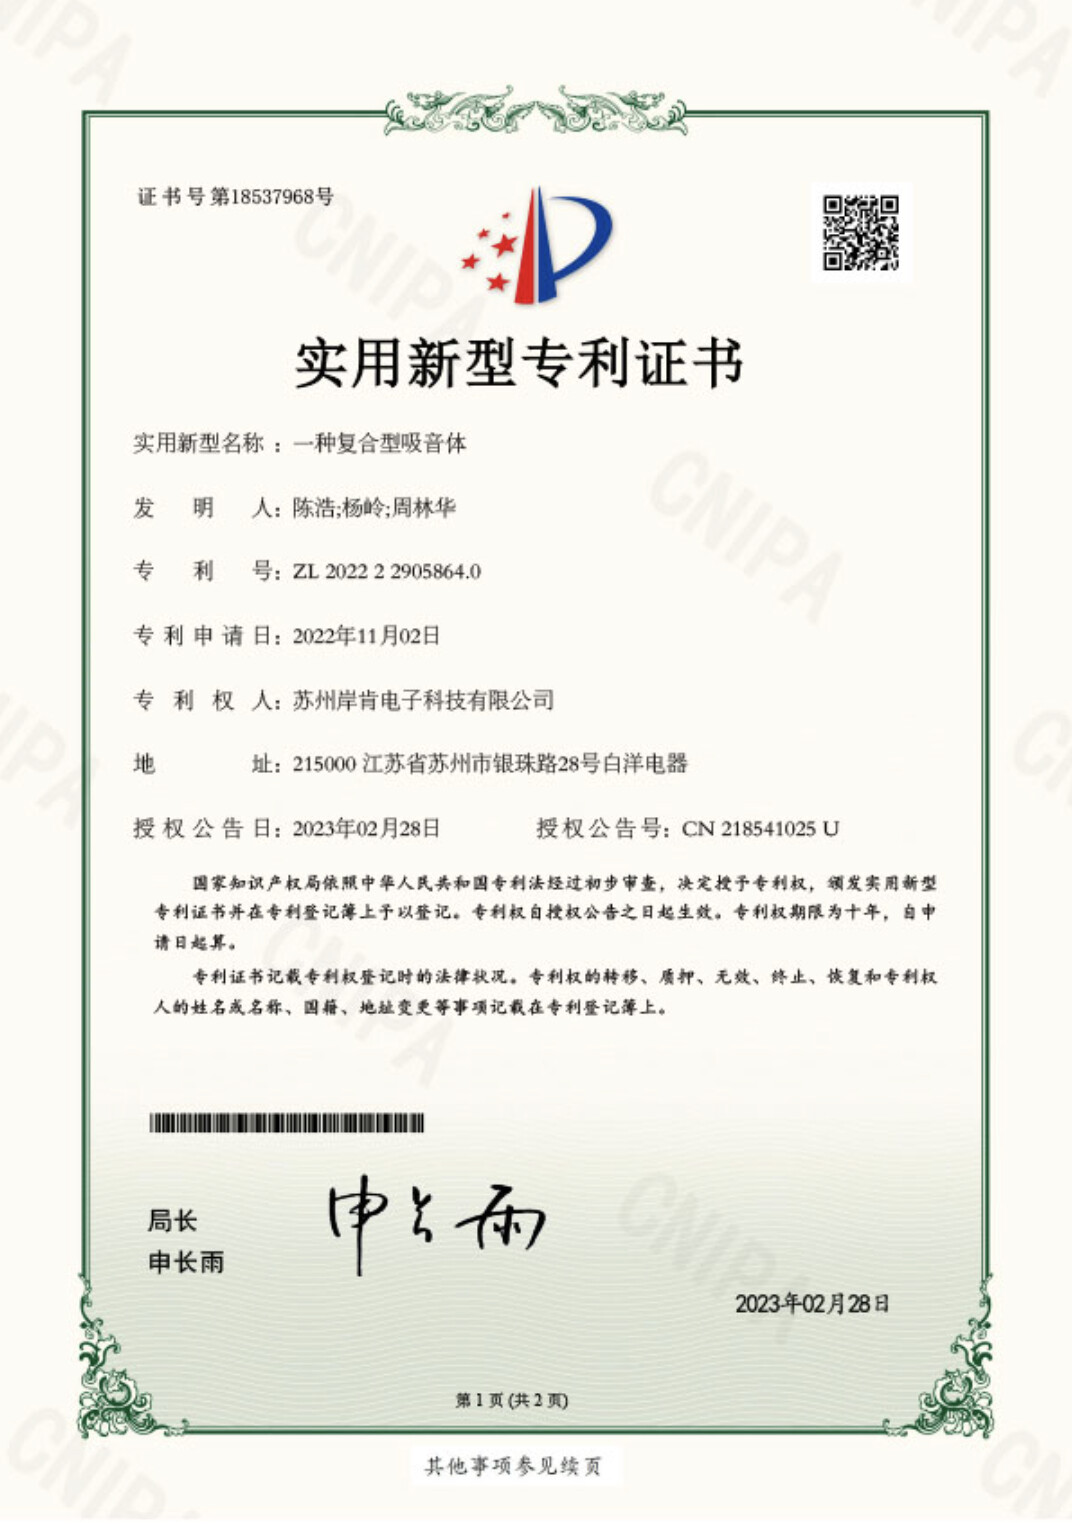 证书号第18537968号
实用新型专利证书
实用新型名称：一种复合型吸音体
发明人：陈浩;杨岭;周林华
专利号：ZL 2022 2 2905864.0
专利申请日：2022年11月02日
专利权人：苏州岸肯电子科技有限公司
地址：215000 江苏省苏州市银珠路28号白洋电器
授权公告日：2023年02月28日 授权公告号：CN 218541025 U
国家知识产权局依照中华人民共和国专利法经过初步审查，决定授予专利权，颁发实用新型
专利证书并在专利登记簿上予以登记。专利权自授权公告之日起生效。专利权期限为十年，自申
请日起算。
专利证书记载专利权登记时的法律状况。专利权的转移、质押、无效、终止、恢复和专利权
人的姓名或名称、国籍、地址变更等事项记载在专利登记簿上。
局长
申长雨
申长雨
2023年02月28日
第 1 页 (共 2 页)
其他事项参见续页
CNIPA
CNIPA
CNIPA
CNIPA
CNIPA